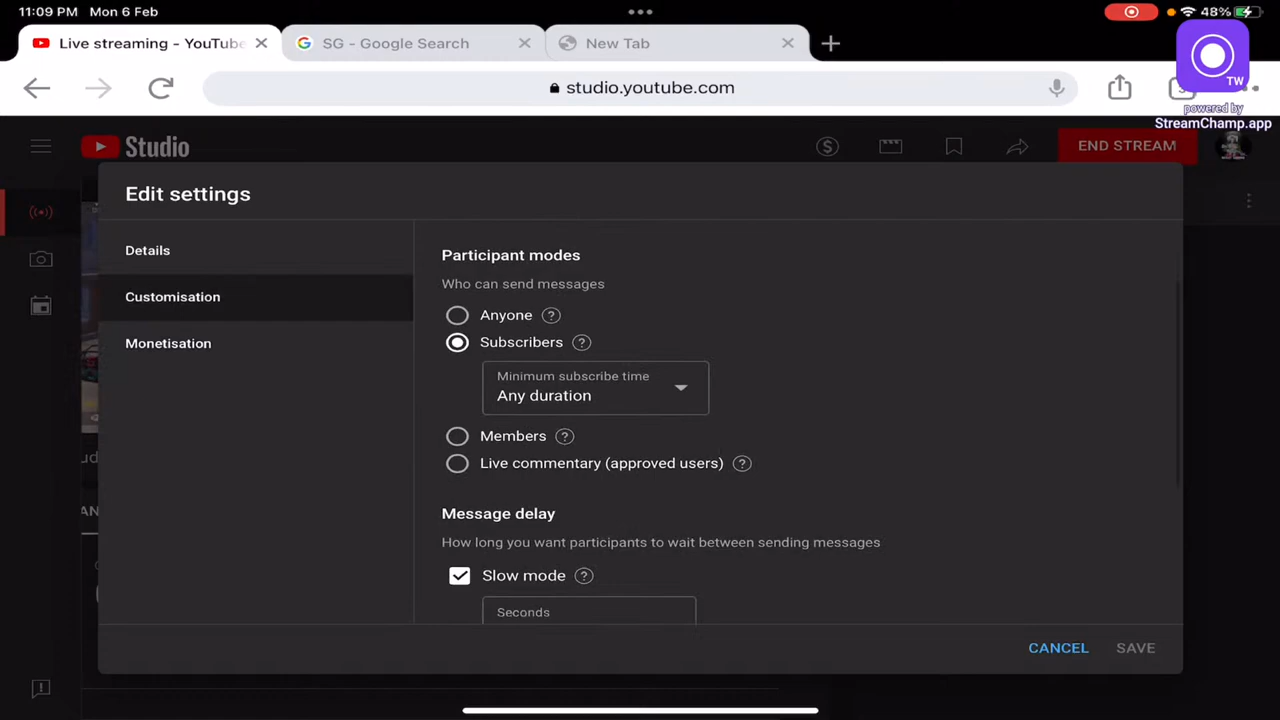 11:09 PM Mon 6 Feb
48%
Live streaming - YouTube
SG - Google Search
New Tab
studio.youtube.com
TW
powered by
StreamChamp.app
Studio
END STREAM
Edit settings
Details
Customisation
Monetisation
Participant modes
Who can send messages
Anyone
Subscribers
Minimum subscribe time
Any duration
Members
Live commentary (approved users)
Message delay
How long you want participants to wait between sending messages
Slow mode
Seconds
CANCEL
SAVE